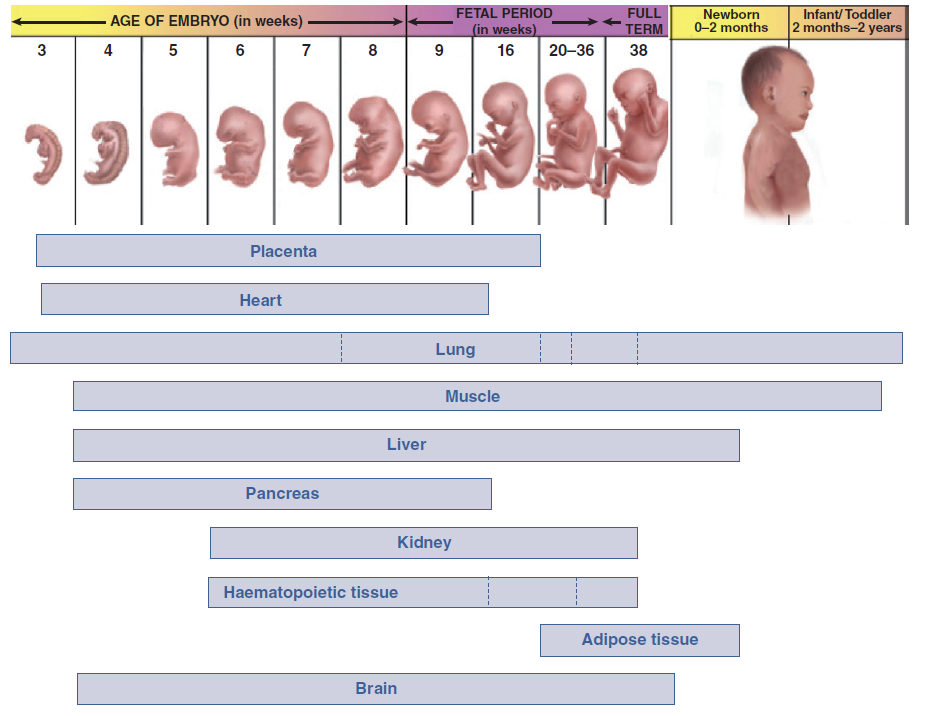 AGE OF EMBRYO (in weeks)
FETAL PERIOD
(in weeks)
FULL
TERM
Newborn
0–2 months
Infant/Toddler
2 months–2 years
3 4 5 6 7 8 9 16 20–36 38
Placenta
Heart
Lung
Muscle
Liver
Pancreas
Kidney
Haematopoietic tissue
Adipose tissue
Brain